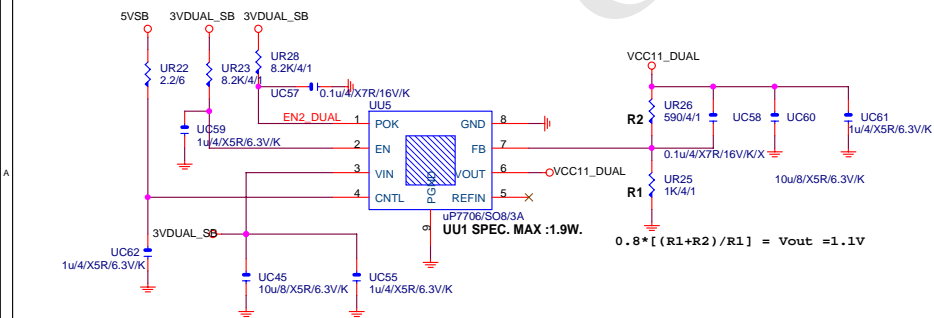 5VSB
3VDUAL_SB
3VDUAL_SB
UR22
2.2/6
UR23
8.2K/4/1
UR28
8.2K/4/1
UC57
0.1u/4/X7R/16V/K
UC59
1u/4/X5R/6.3V/K
EN2_DUAL
UU5
1
POK
GND
8
2
EN
FB
7
3
VIN
VOUT
6
VCC11_DUAL
4
CNTL
REFIN
5
PGND
9
uP7706/SO8/3A
UU1 SPEC. MAX :1.9W.
A
3VDUAL_SB
UC62
1u/4/X5R/6.3V/K
UC45
10u/8/X5R/6.3V/K
UC55
1u/4/X5R/6.3V/K
VCC11_DUAL
R2
UR26
590/4/1
UC58
0.1u/4/X7R/16V/K/X
UC60
10u/8/X5R/6.3V/K
UC61
1u/4/X5R/6.3V/K
R1
UR25
1K/4/1
0.8*[(R1+R2)/R1] = Vout =1.1V